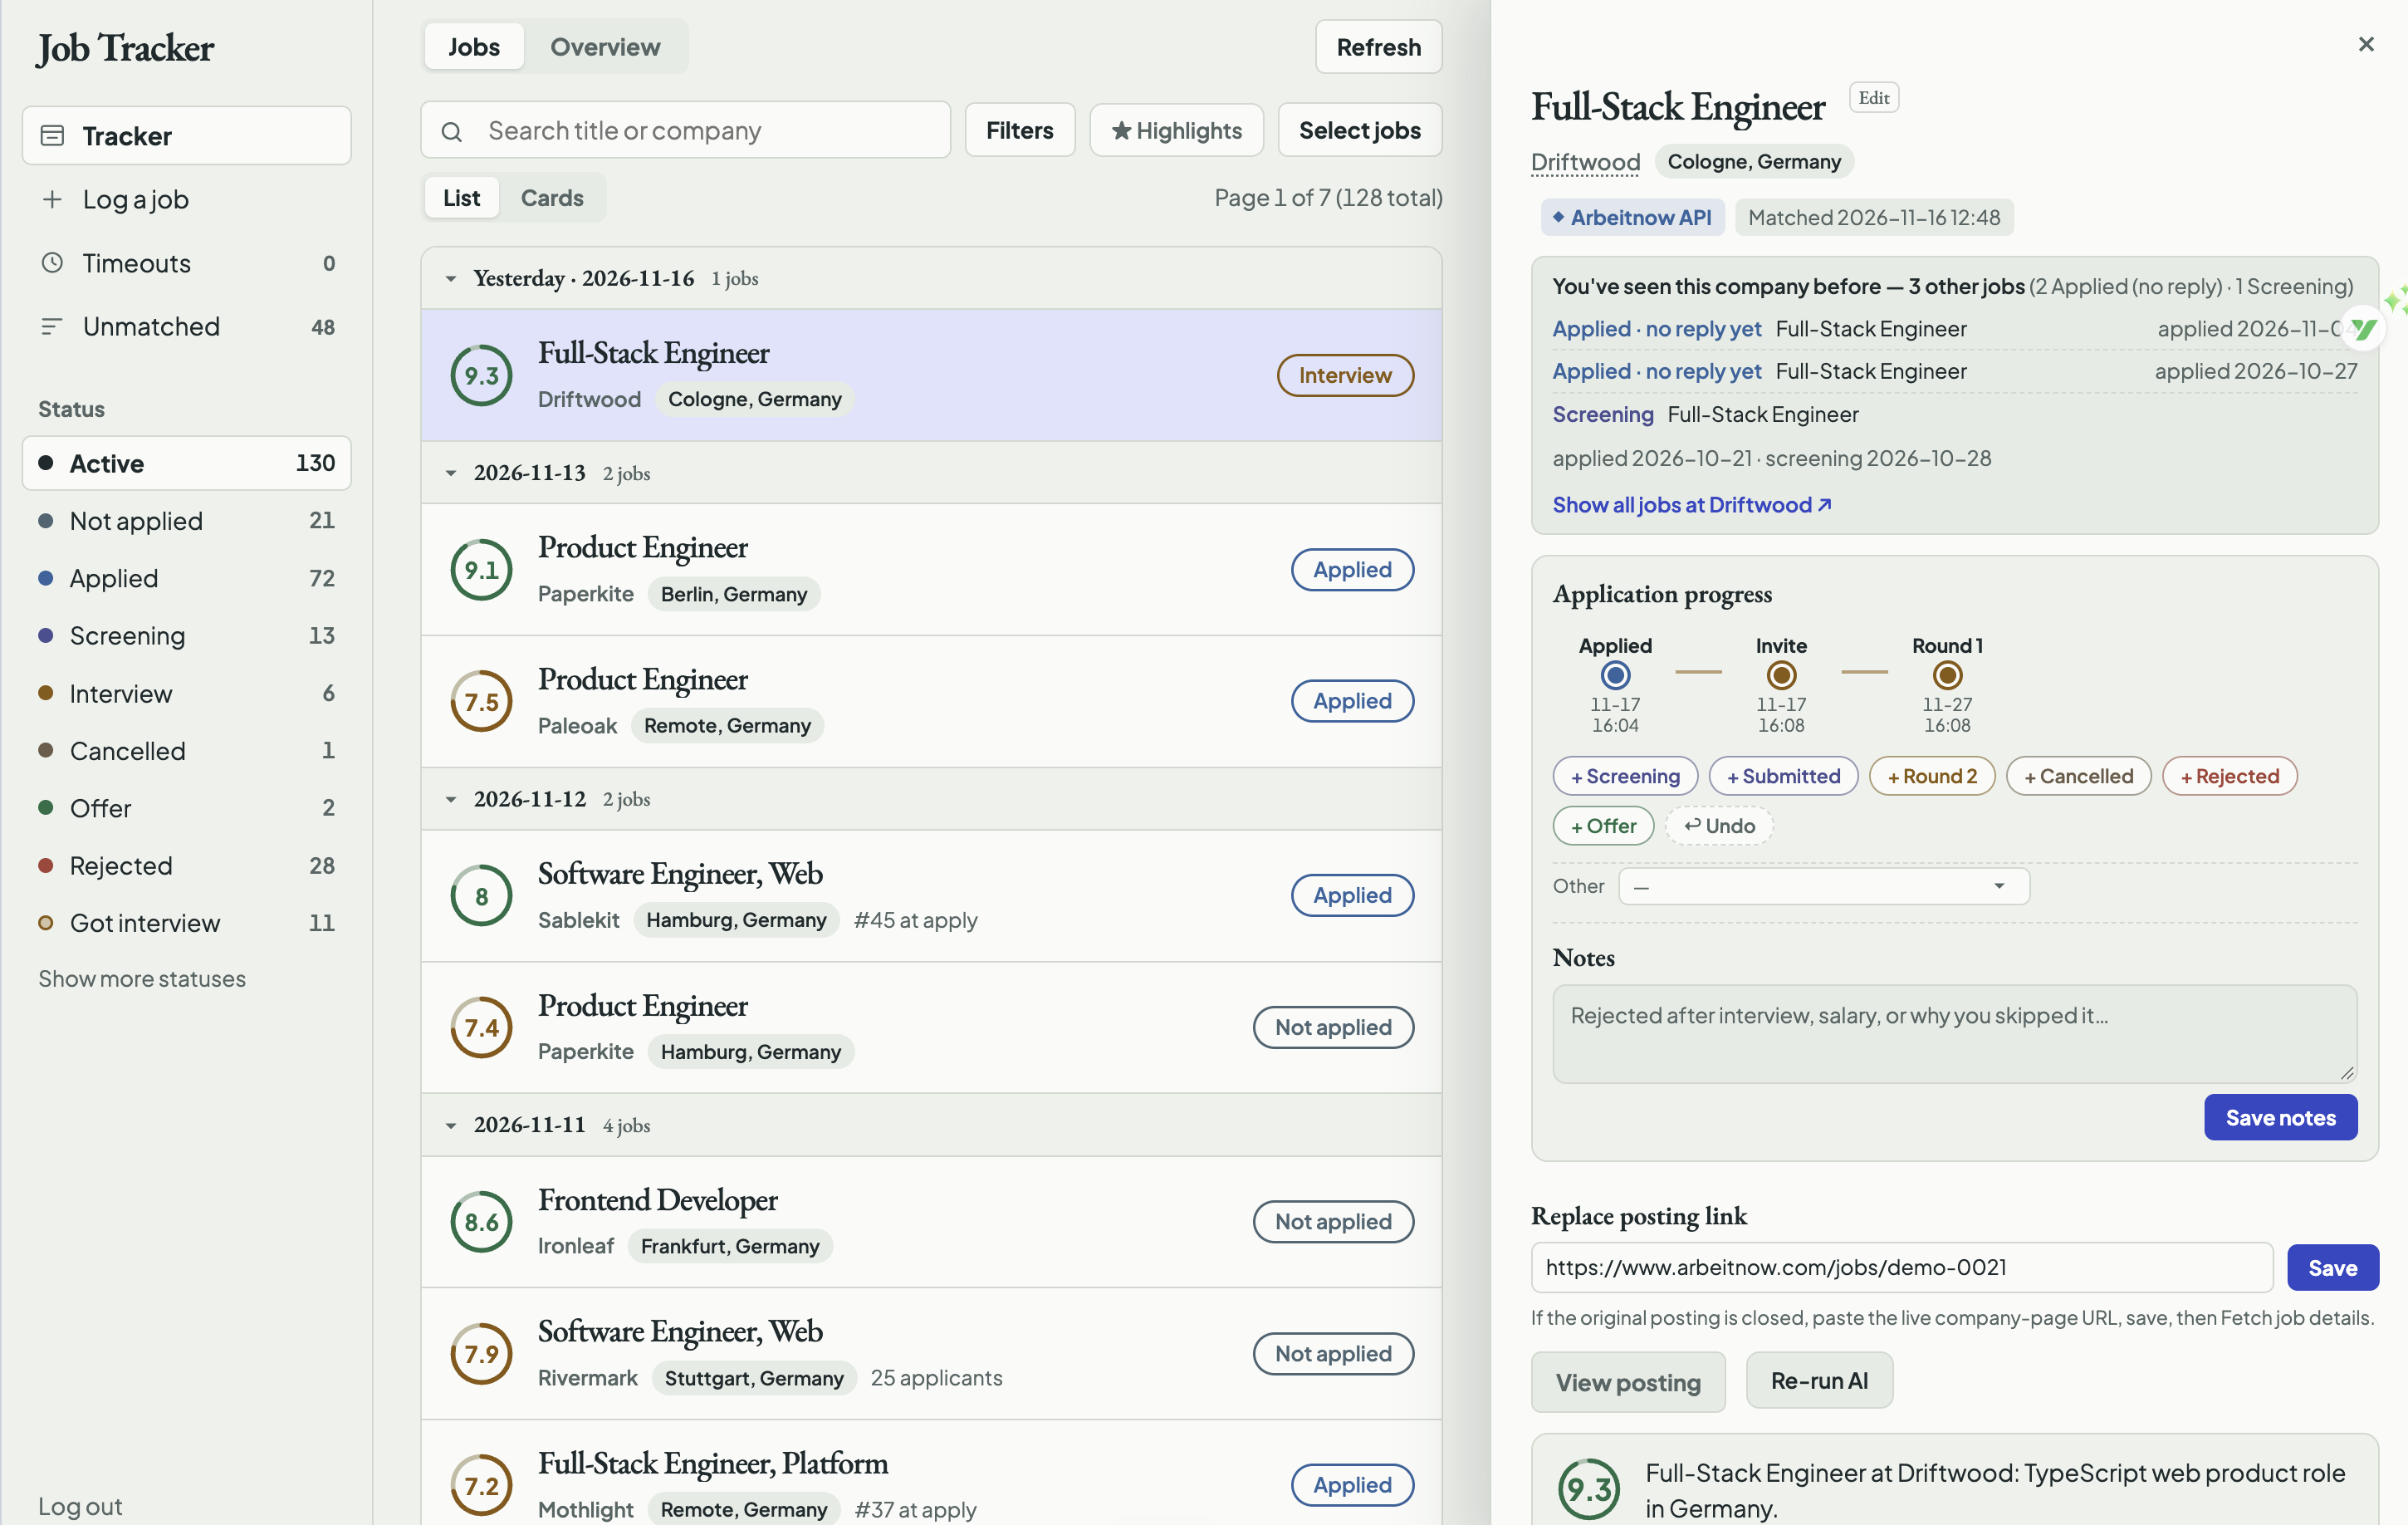 Job Tracker
Tracker
Log a job
Timeouts 0
Unmatched 48
Status
Active 130
Not applied 21
Applied 72
Screening 13
Interview 6
Cancelled 1
Offer 2
Rejected 28
Got interview 11
Show more statuses
Log out
Jobs Overview Refresh
Search title or company Filters ★ Highlights Select jobs
List Cards Page 1 of 7 (128 total)
Yesterday · 2026-11-16 1 jobs
9.3 Full-Stack Engineer
Driftwood Cologne, Germany
Interview
2026-11-13 2 jobs
9.1 Product Engineer
Paperkite Berlin, Germany
Applied
7.5 Product Engineer
Paleoak Remote, Germany
Applied
2026-11-12 2 jobs
8 Software Engineer, Web
Sablekit Hamburg, Germany #45 at apply
Applied
7.4 Product Engineer
Paperkite Hamburg, Germany
Not applied
2026-11-11 4 jobs
8.6 Frontend Developer
Ironleaf Frankfurt, Germany
Not applied
7.9 Software Engineer, Web
Rivermark Stuttgart, Germany 25 applicants
Not applied
7.2 Full-Stack Engineer, Platform
Mothlight Remote, Germany #37 at apply
Applied
×
Full-Stack Engineer Edit
Driftwood Cologne, Germany
◆ Arbeitnow API Matched 2026-11-16 12:48
You've seen this company before — 3 other jobs (2 Applied (no reply) · 1 Screening)
Applied · no reply yet Full-Stack Engineer applied
Applied · no reply yet Full-Stack Engineer applied 2026-10-27
Screening Full-Stack Engineer
applied 2026-10-21 · screening 2026-10-28
Show all jobs at Driftwood ↗
Application progress
Applied Invite Round 1
11-17 11-17 11-27
16:04 16:08 16:08
+ Screening + Submitted + Round 2 + Cancelled + Rejected
+ Offer ↩ Undo
Other —
Notes
Rejected after interview, salary, or why you skipped it…
Save notes
Replace posting link
https://www.arbeitnow.com/jobs/demo-0021 Save
If the original posting is closed, paste the live company-page URL, save, then Fetch job details.
View posting Re-run AI
9.3 Full-Stack Engineer at Driftwood: TypeScript web product role
in Germany.